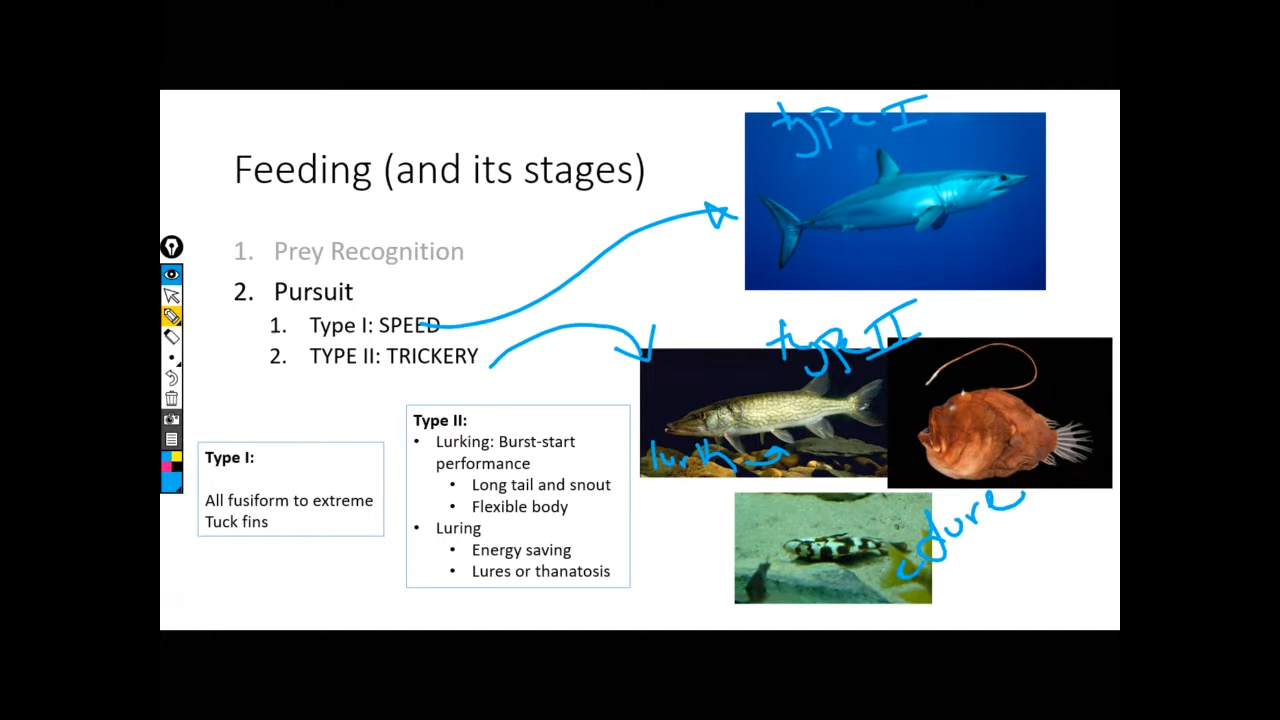 type I
Feeding (and its stages)
1. Prey Recognition
2. Pursuit
1. Type I: SPEED
2. TYPE II: TRICKERY
type II
Type I:
All fusiform to extreme
Tuck fins
Type II:
• Lurking: Burst-start
performance
• Long tail and snout
• Flexible body
• Luring
• Energy saving
• Lures or thanatosis
lurking